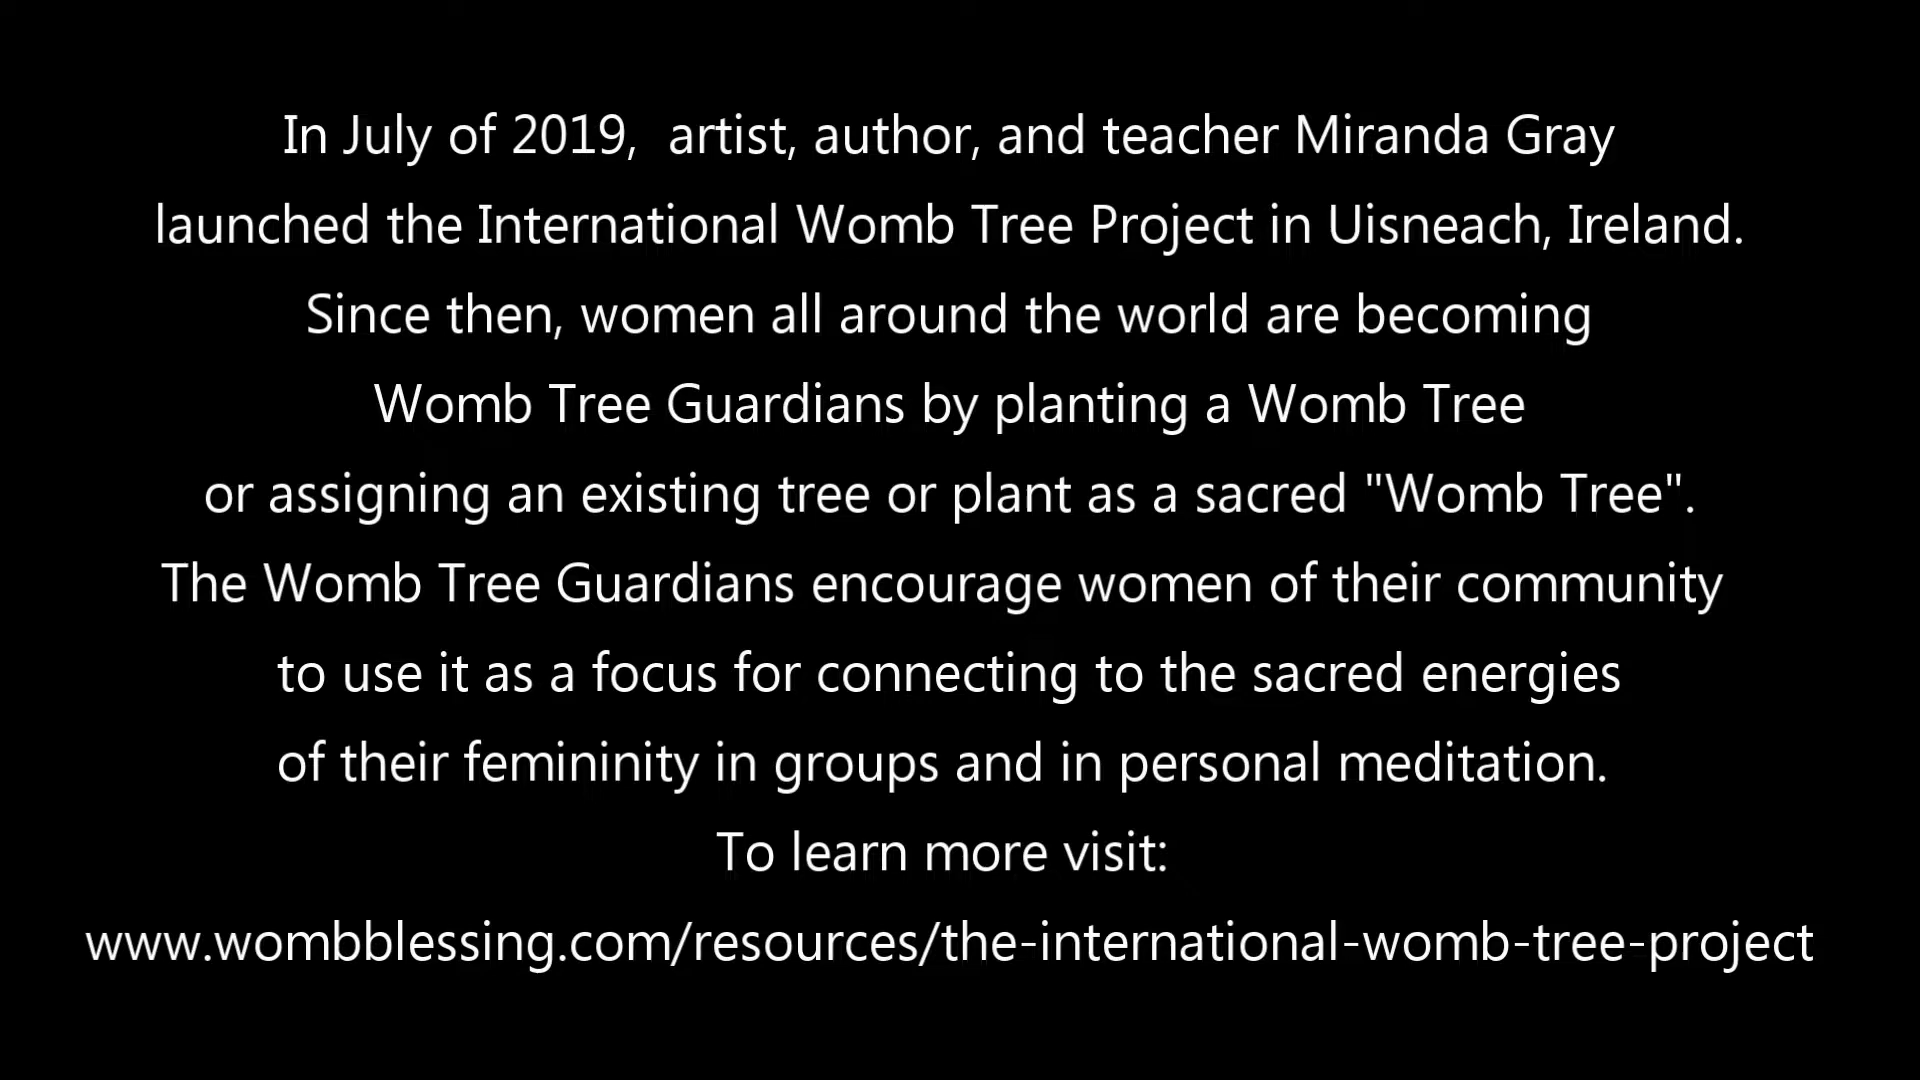 In July of 2019,  artist, author, and teacher Miranda Gray
launched the International Womb Tree Project in Uisneach, Ireland.
Since then, women all around the world are becoming
Womb Tree Guardians by planting a Womb Tree
or assigning an existing tree or plant as a sacred "Womb Tree".
The Womb Tree Guardians encourage women of their community
to use it as a focus for connecting to the sacred energies
of their femininity in groups and in personal meditation.
To learn more visit:
www.wombblessing.com/resources/the-international-womb-tree-project